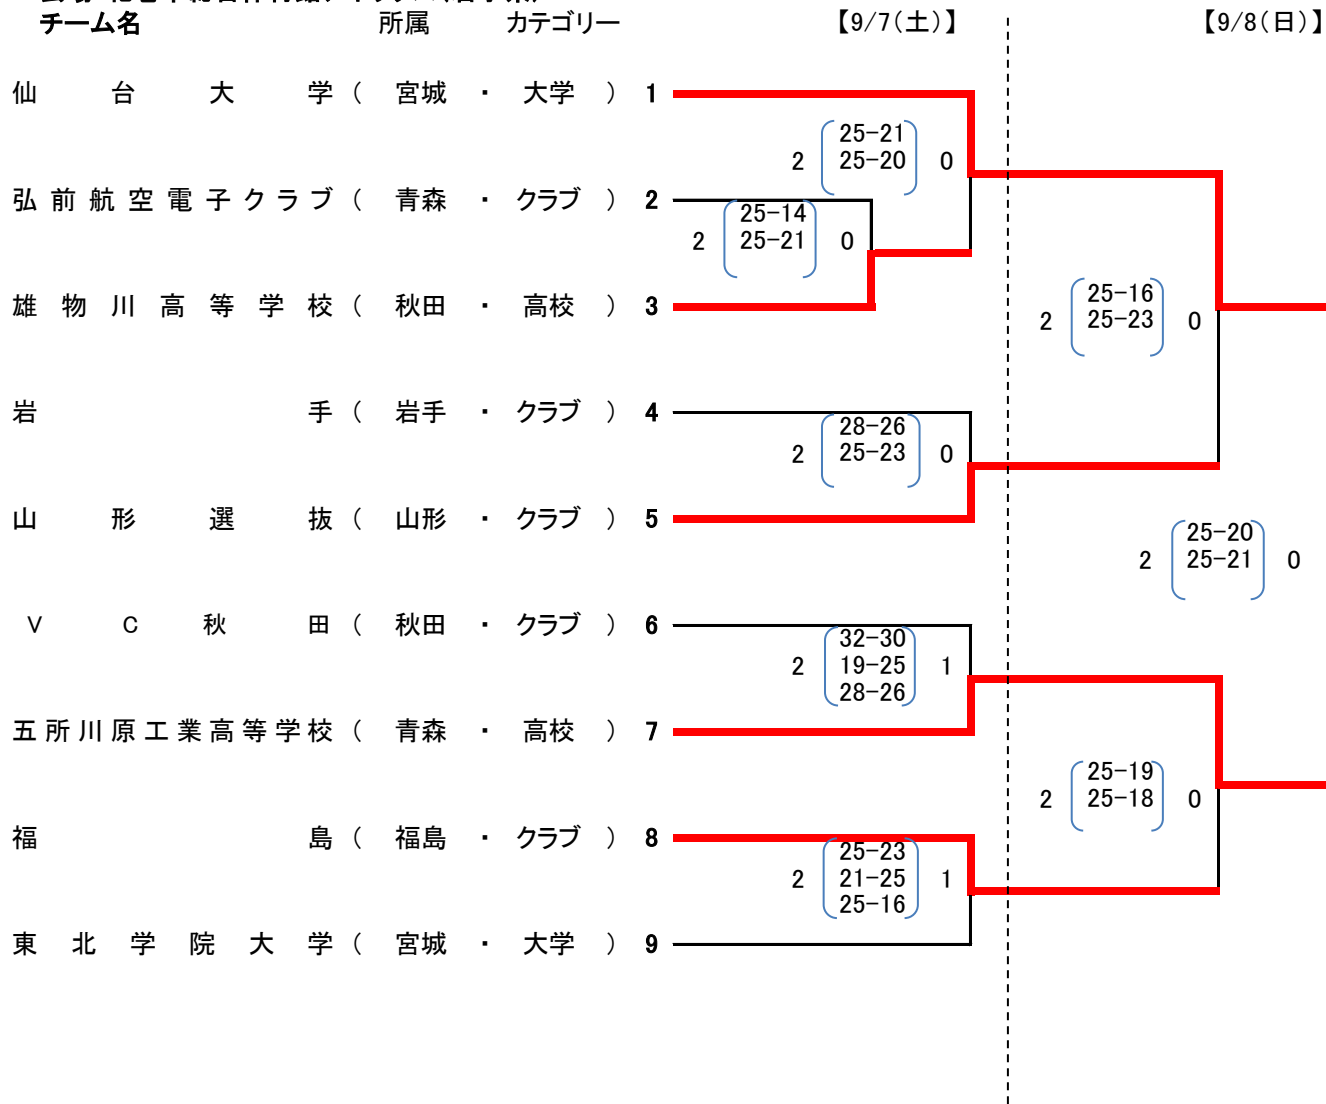 チーム名 所属 カテゴリー 【9/7(土)】 【9/8(日)】
仙台大学 ( 宮城 ・ 大学 ) 1
25-21
2 25-20 0
弘前航空電子クラブ ( 青森 ・ クラブ ) 2
25-14
2 25-21 0
雄物川高等学校 ( 秋田 ・ 高校 ) 3
25-16
2 25-23 0
岩手 ( 岩手 ・ クラブ ) 4
28-26
2 25-23 0
山形選抜 ( 山形 ・ クラブ ) 5
25-20
2 25-21 0
VC秋田 ( 秋田 ・ クラブ ) 6
32-30
2 19-25 1
28-26
五所川原工業高等学校 ( 青森 ・ 高校 ) 7
25-19
2 25-18 0
福島 ( 福島 ・ クラブ ) 8
25-23
2 21-25 1
25-16
東北学院大学 ( 宮城 ・ 大学 ) 9